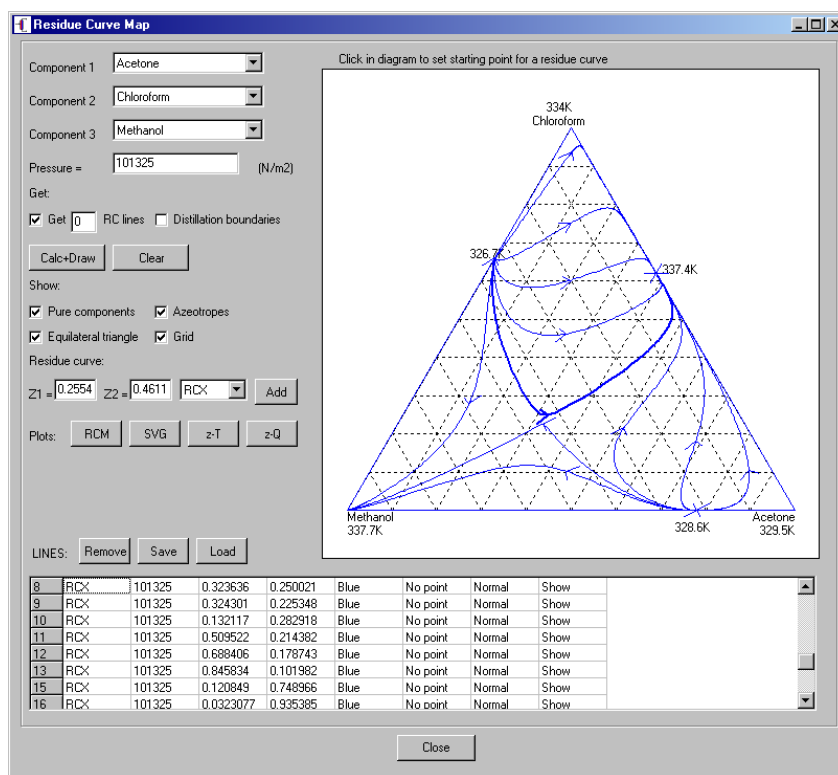 Residue Curve Map
Component 1 Acetone
Component 2 Chloroform
Component 3 Methanol
Pressure = 101325 (N/m2)
Get:
Get 0 RC lines Distillation boundaries
Calc+Draw Clear
Show:
Pure components Azeotropes
Equilateral triangle Grid
Residue curve:
Z1 = 0.2554 Z2 = 0.4611 RCX Add
Plots: RCM SVG z-T z-Q
LINES: Remove Save Load
Click in diagram to set starting point for a residue curve
334K
Chloroform
326.7K
337.4K
Methanol
337.7K
328.6K
Acetone
329.5K
8 RCX 101325 0.323636 0.250021 Blue No point Normal Show
9 RCX 101325 0.324301 0.225348 Blue No point Normal Show
10 RCX 101325 0.132117 0.282918 Blue No point Normal Show
11 RCX 101325 0.509522 0.214382 Blue No point Normal Show
12 RCX 101325 0.688406 0.178743 Blue No point Normal Show
13 RCX 101325 0.845834 0.101982 Blue No point Normal Show
15 RCX 101325 0.120849 0.748966 Blue No point Normal Show
16 RCX 101325 0.0323077 0.935385 Blue No point Normal Show
Close